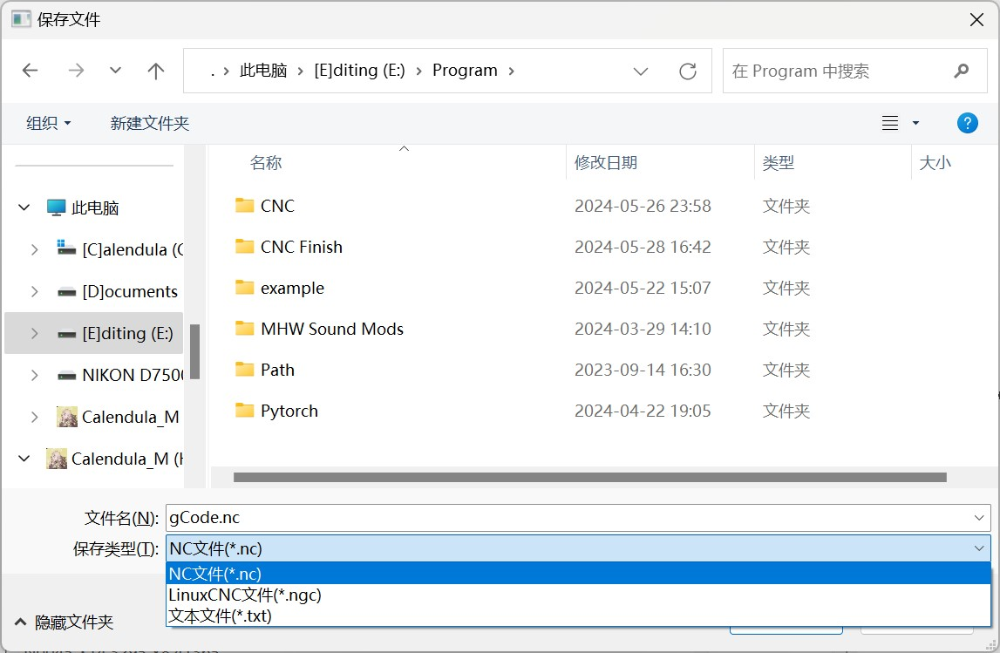 保存文件
. › 此电脑 › [E]diting (E:) › Program ›
在 Program 中搜索
组织 新建文件夹
?
名称 修改日期 类型 大小
此电脑
[C]alendula (C
[D]ocuments
[E]diting (E:)
NIKON D7500
Calendula_M
Calendula_M (
CNC 2024-05-26 23:58 文件夹
CNC Finish 2024-05-28 16:42 文件夹
example 2024-05-22 15:07 文件夹
MHW Sound Mods 2024-03-29 14:10 文件夹
Path 2023-09-14 16:30 文件夹
Pytorch 2024-04-22 19:05 文件夹
文件名(N): gCode.nc
保存类型(T): NC文件(*.nc)
NC文件(*.nc)
LinuxCNC文件(*.ngc)
文本文件(*.txt)
隐藏文件夹